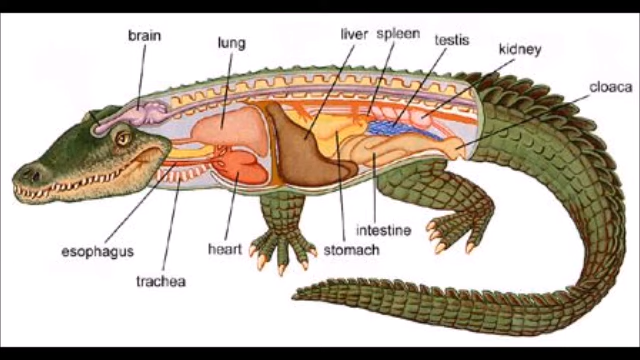 brain
lung
liver
spleen
testis
kidney
cloaca
esophagus
trachea
heart
stomach
intestine